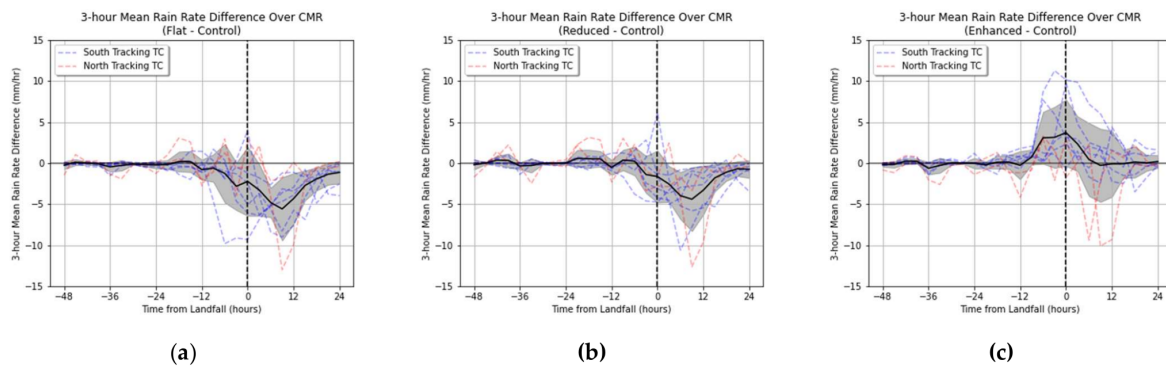 3-hour Mean Rain Rate Difference Over CMR
(Flat - Control)
South Tracking TC
North Tracking TC
3-hour Mean Rain Rate Difference (mm/hr)
15
10
5
0
−5
−10
−15
−48 −36 −24 −12 0 12 24
Time from Landfall (hours)
(a)
3-hour Mean Rain Rate Difference Over CMR
(Reduced - Control)
South Tracking TC
North Tracking TC
3-hour Mean Rain Rate Difference (mm/hr)
15
10
5
0
−5
−10
−15
−48 −36 −24 −12 0 12 24
Time from Landfall (hours)
(b)
3-hour Mean Rain Rate Difference Over CMR
(Enhanced - Control)
South Tracking TC
North Tracking TC
3-hour Mean Rain Rate Difference (mm/hr)
15
10
5
0
−5
−10
−15
−48 −36 −24 −12 0 12 24
Time from Landfall (hours)
(c)